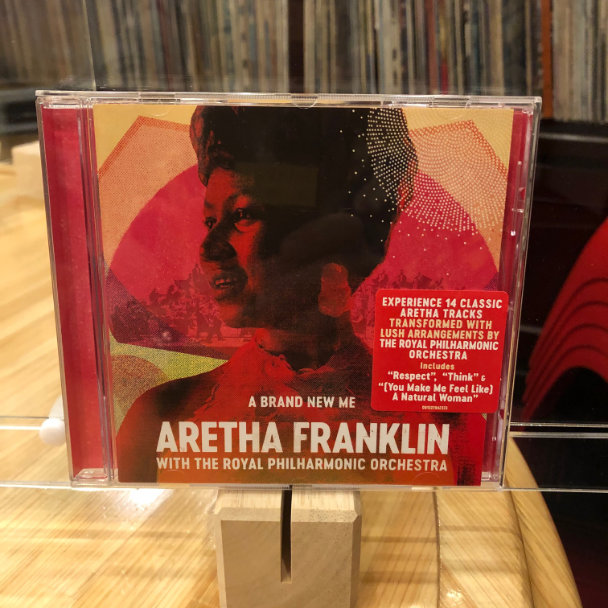 EXPERIENCE 14 CLASSIC
ARETHA TRACKS
TRANSFORMED WITH
LUSH ARRANGEMENTS BY
THE ROYAL PHILHARMONIC
ORCHESTRA
includes
"Respect", "Think" &
"(You Make Me Feel Like)
A Natural Woman"
A BRAND NEW ME
ARETHA FRANKLIN
WITH THE ROYAL PHILHARMONIC ORCHESTRA